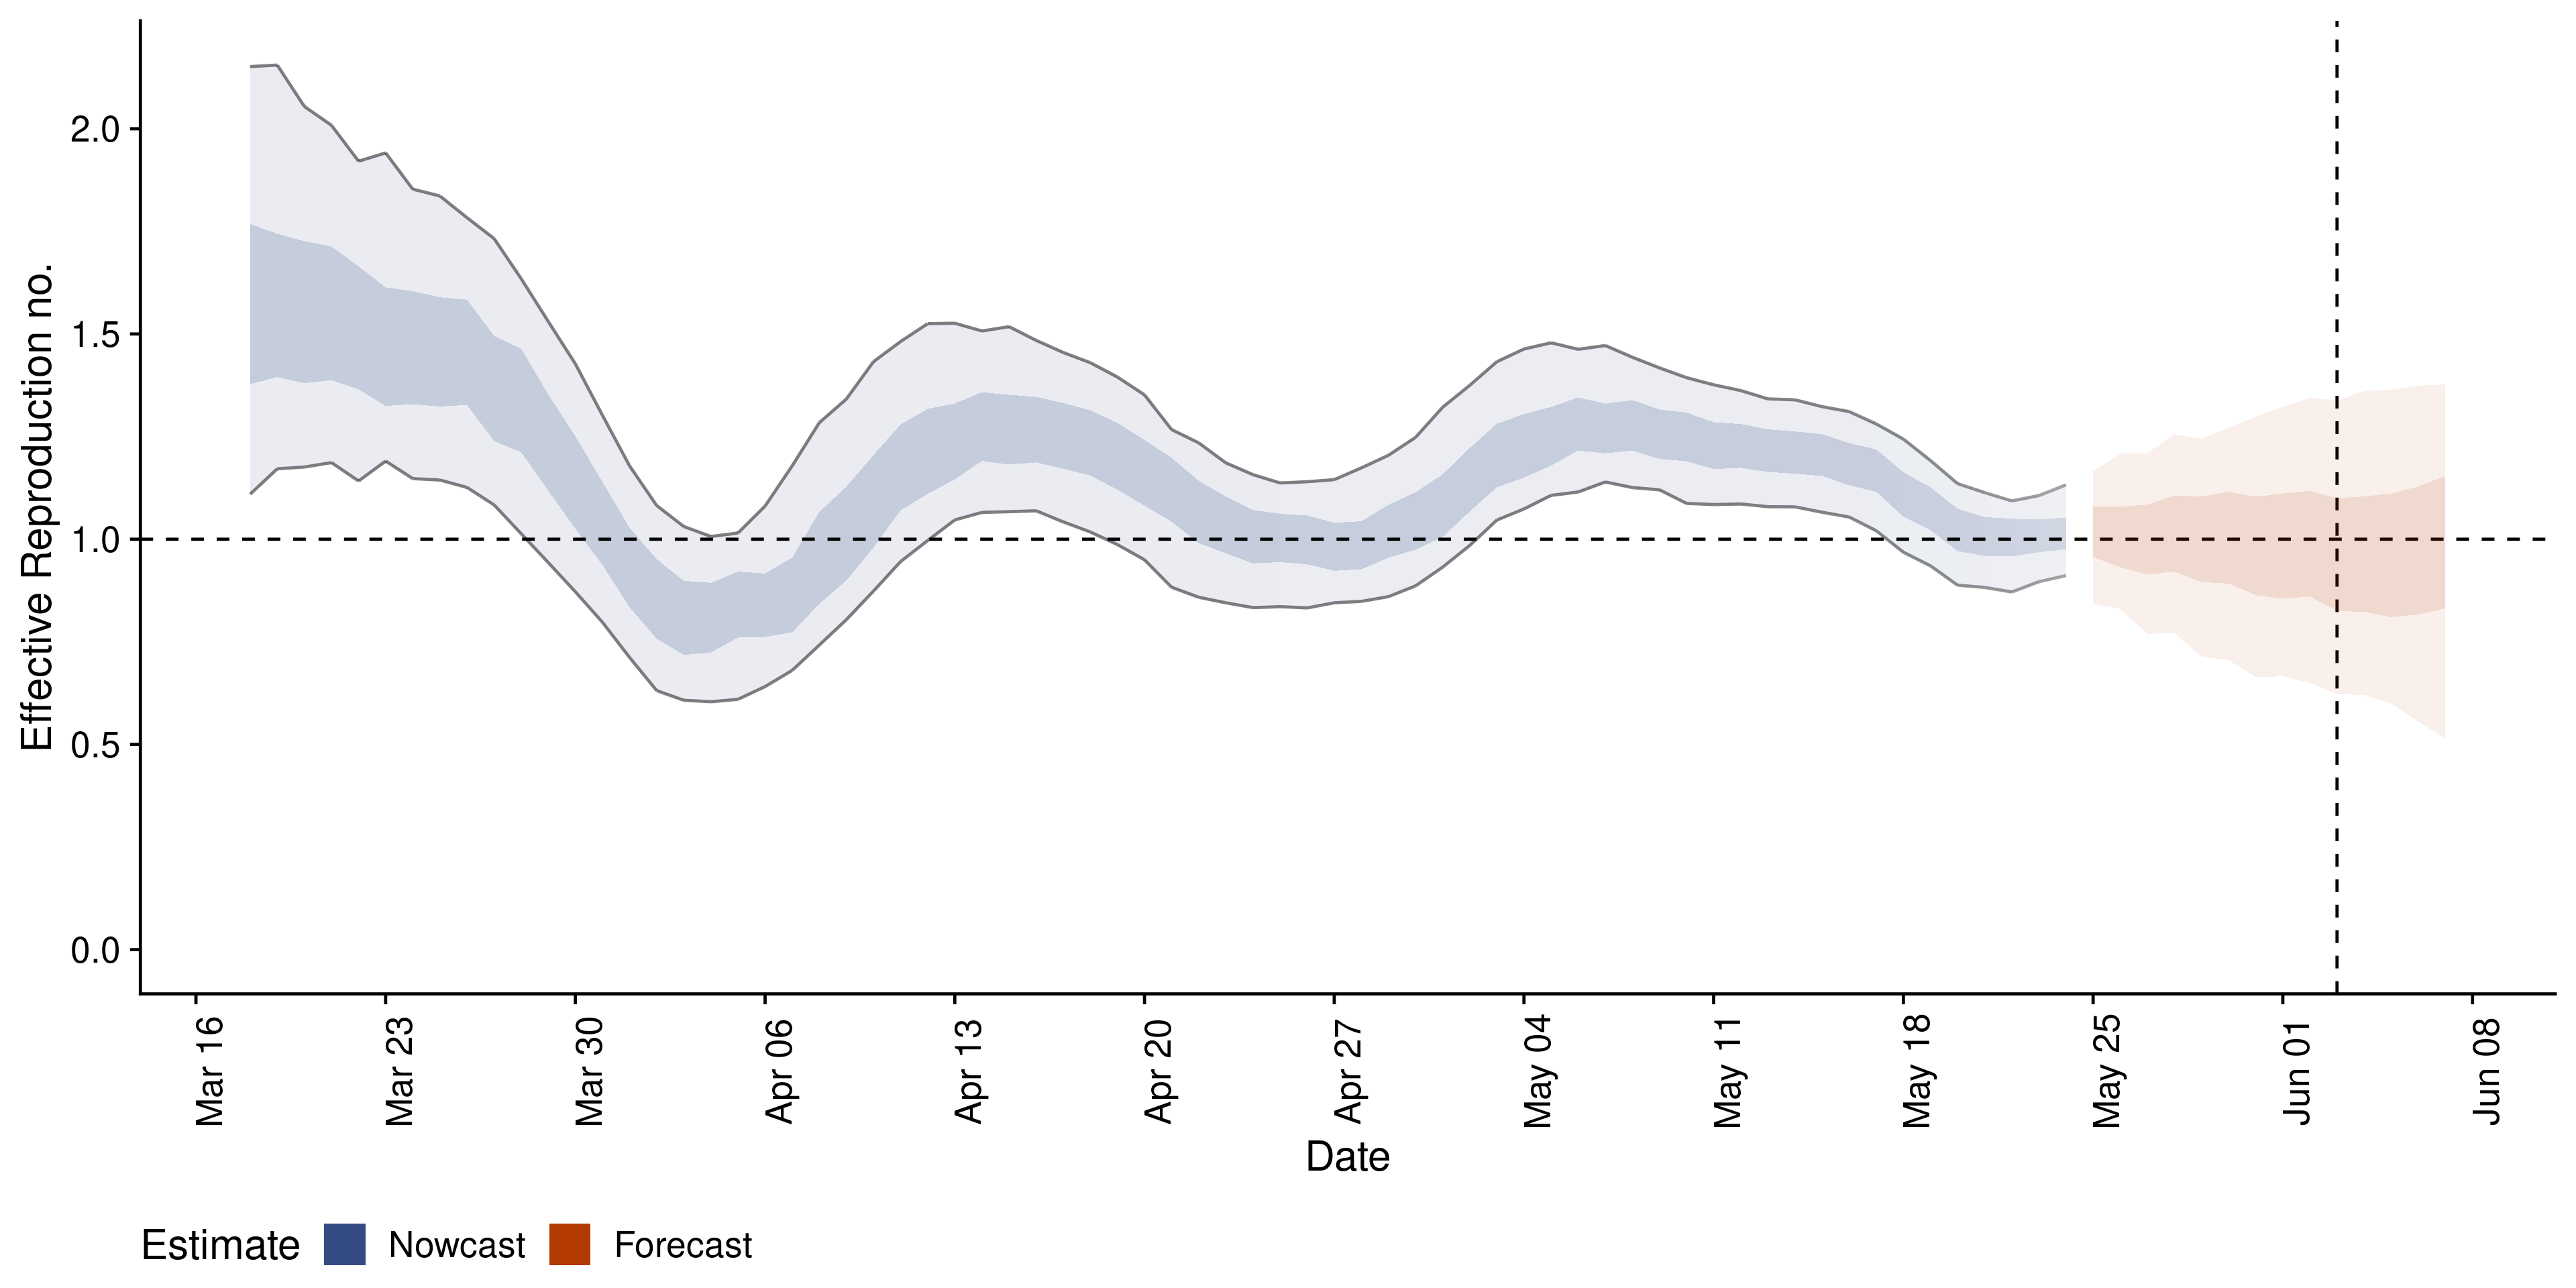 Effective Reproduction no.
2.0
1.5
1.0
0.5
0.0
Mar 16
Mar 23
Mar 30
Apr 06
Apr 13
Apr 20
Apr 27
May 04
May 11
May 18
May 25
Jun 01
Jun 08
Date
Estimate Nowcast Forecast